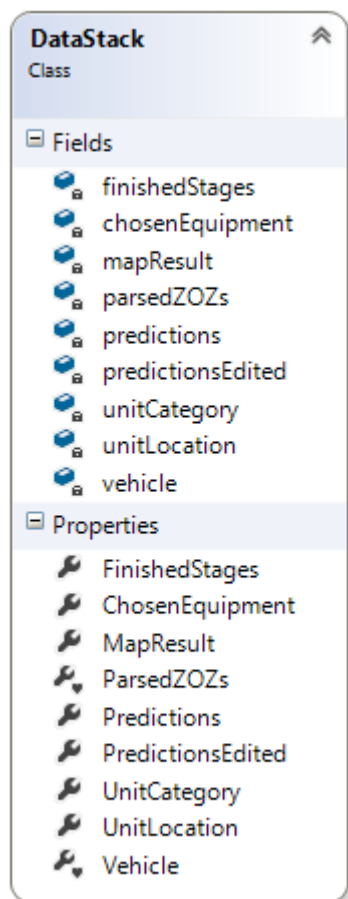 DataStack
Class
Fields
finishedStages
chosenEquipment
mapResult
parsedZOZs
predictions
predictionsEdited
unitCategory
unitLocation
vehicle
Properties
FinishedStages
ChosenEquipment
MapResult
ParsedZOZs
Predictions
PredictionsEdited
UnitCategory
UnitLocation
Vehicle